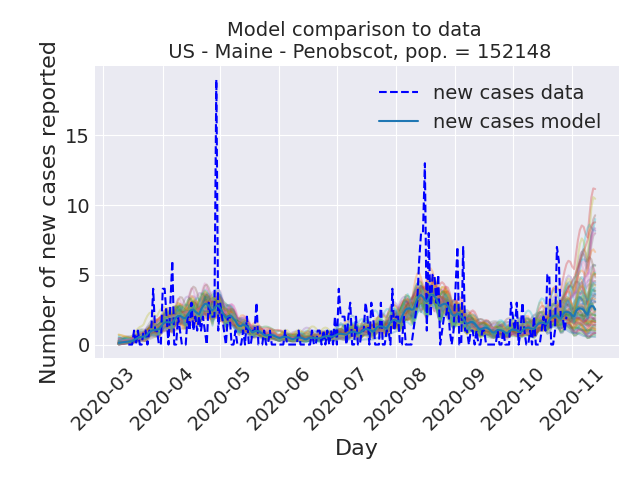 Model comparison to data
US - Maine - Penobscot, pop. = 152148
new cases data
new cases model
Number of new cases reported
15
10
5
0
2020-03
2020-04
2020-05
2020-06
2020-07
2020-08
2020-09
2020-10
2020-11
Day